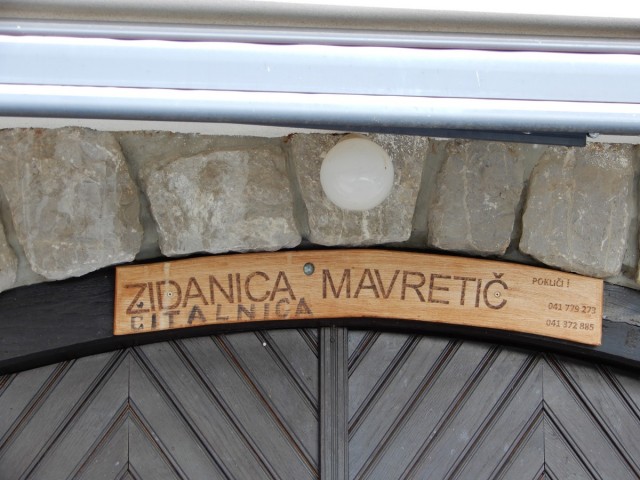 ZIDANICA MAVRETIČ
ČITALNICA
POKLIČI !
041 779 273
041 372 885